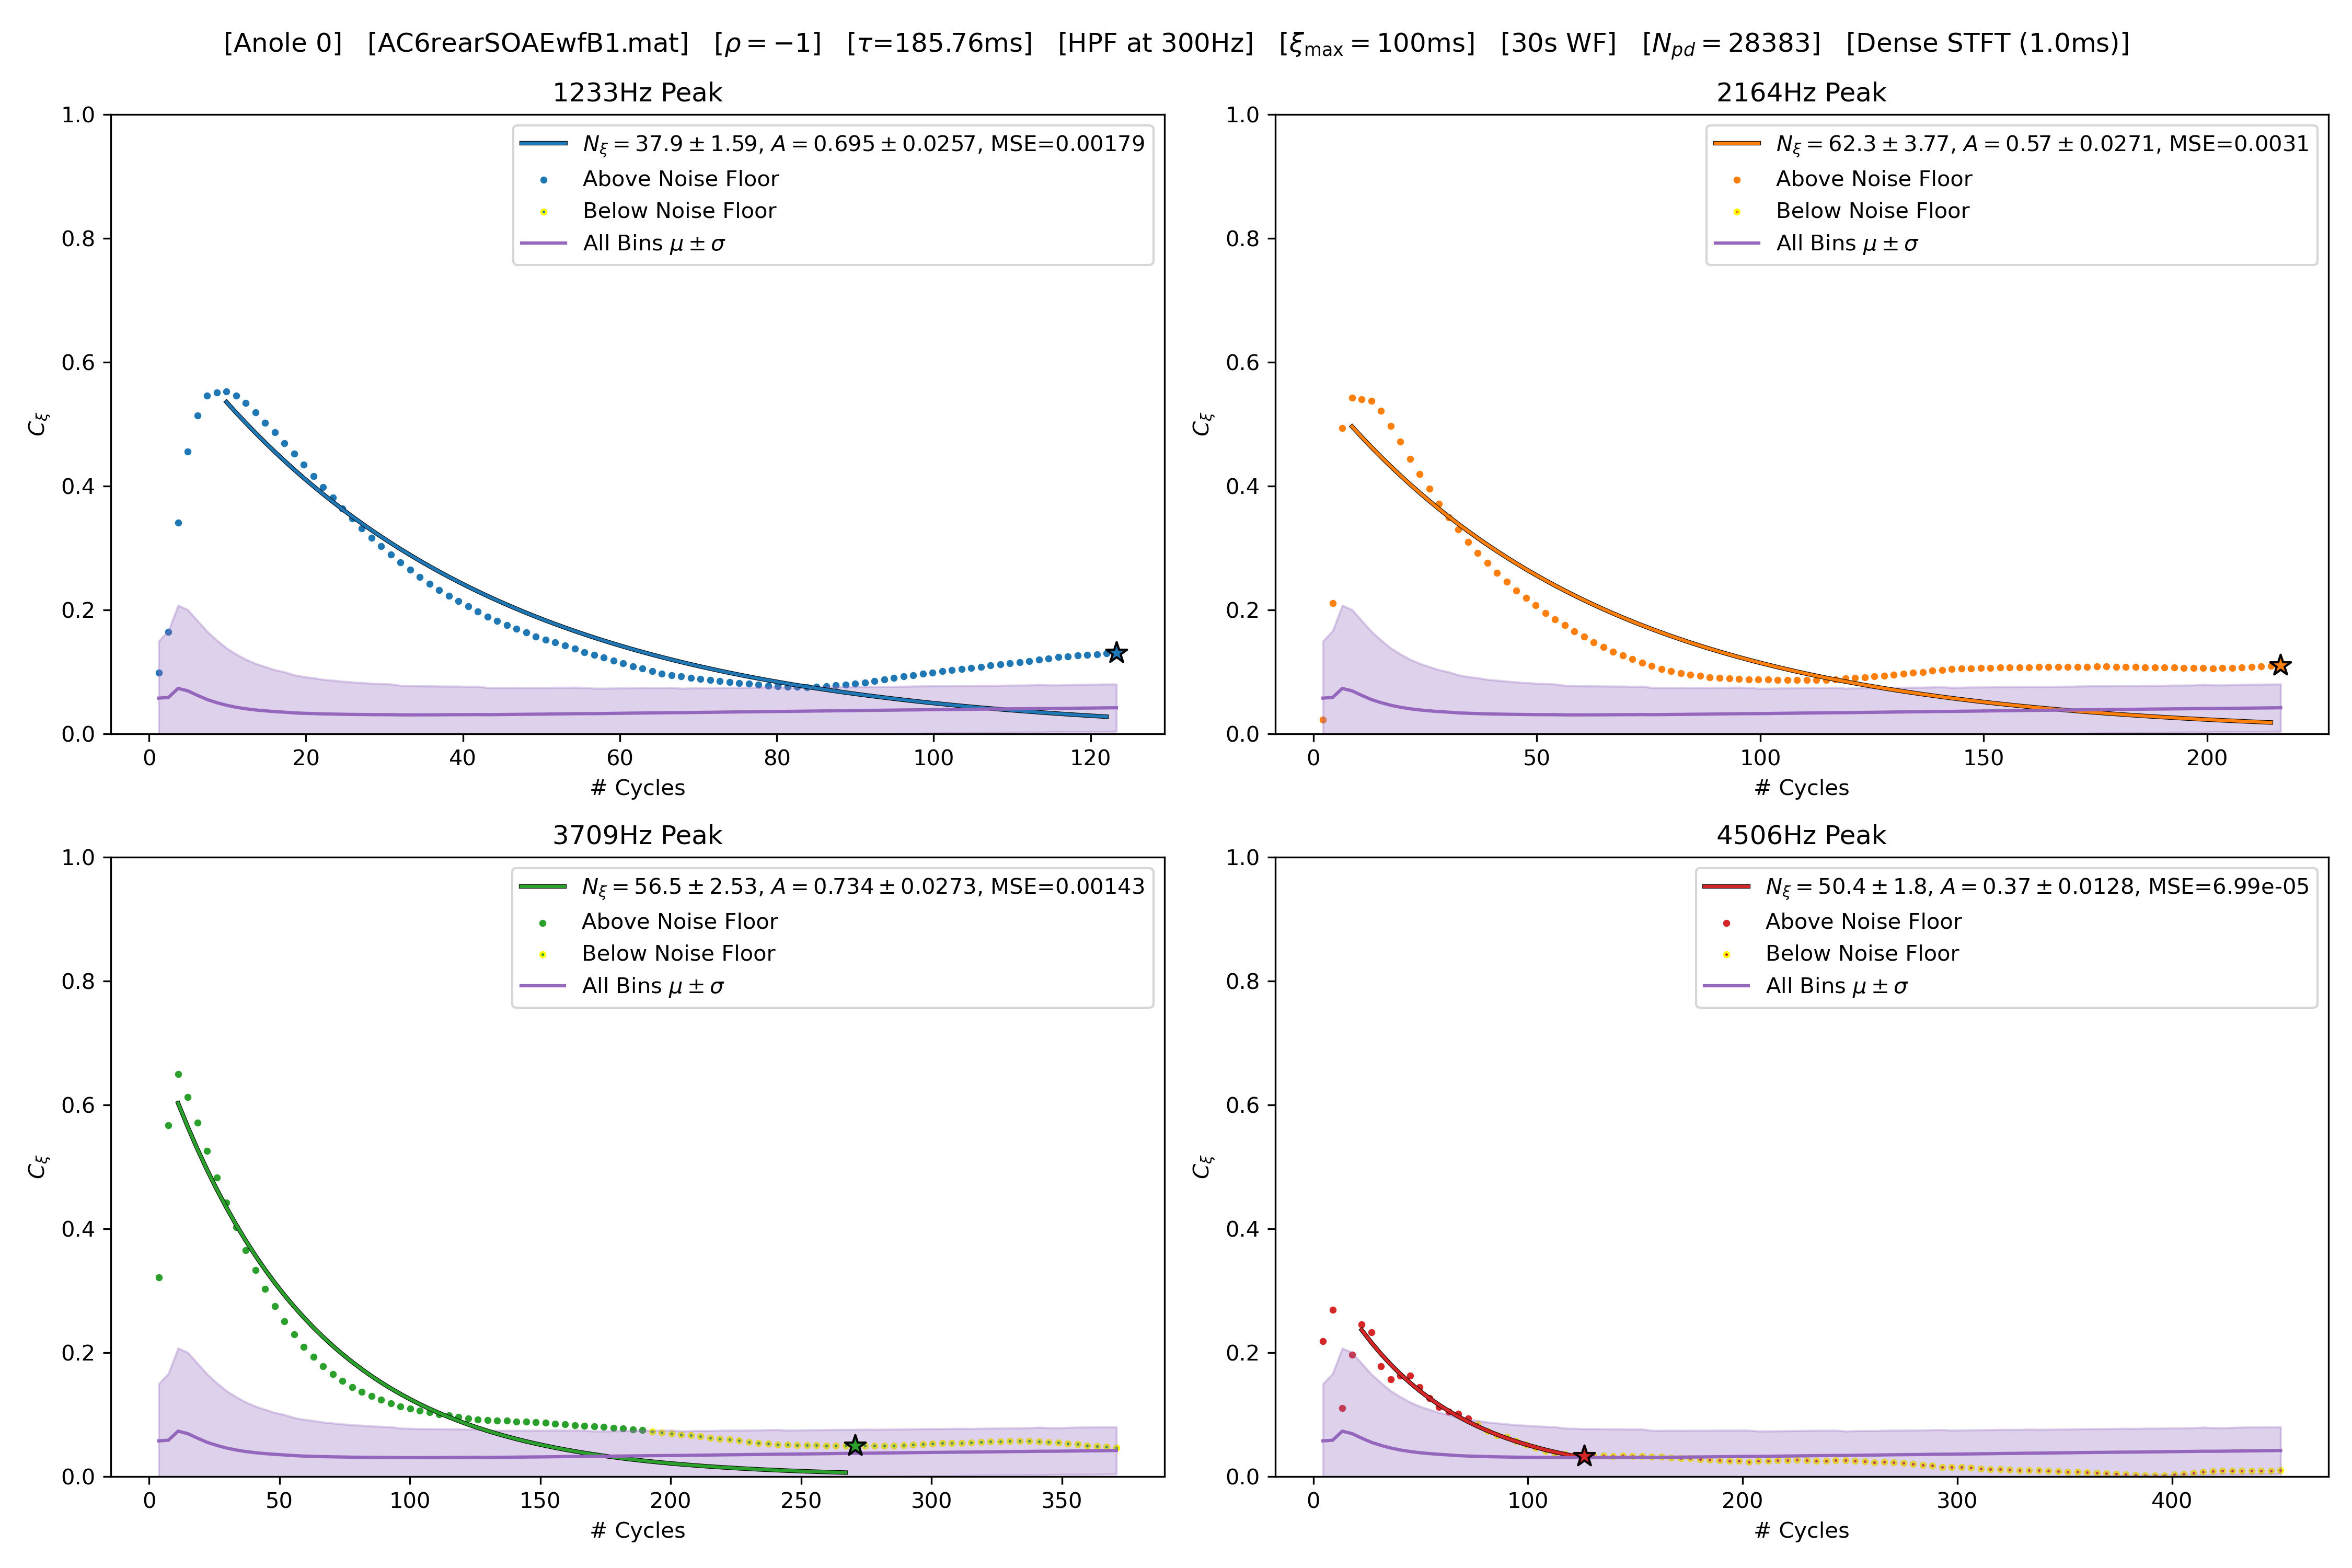 [Anole 0] [AC6rearSOAEwfB1.mat] [ρ = −1] [τ=185.76ms] [HPF at 300Hz] [ξmax = 100ms] [30s WF] [Npd = 28383] [Dense STFT (1.0ms)]
1233Hz Peak
Nξ = 37.9 ± 1.59, A = 0.695 ± 0.0257, MSE=0.00179
Above Noise Floor
Below Noise Floor
All Bins μ ± σ
1.0
0.8
0.6
0.4
0.2
0.0
Cξ
0 20 40 60 80 100 120
# Cycles
2164Hz Peak
Nξ = 62.3 ± 3.77, A = 0.57 ± 0.0271, MSE=0.0031
Above Noise Floor
Below Noise Floor
All Bins μ ± σ
1.0
0.8
0.6
0.4
0.2
0.0
Cξ
0 50 100 150 200
# Cycles
3709Hz Peak
Nξ = 56.5 ± 2.53, A = 0.734 ± 0.0273, MSE=0.00143
Above Noise Floor
Below Noise Floor
All Bins μ ± σ
1.0
0.8
0.6
0.4
0.2
0.0
Cξ
0 50 100 150 200 250 300 350
# Cycles
4506Hz Peak
Nξ = 50.4 ± 1.8, A = 0.37 ± 0.0128, MSE=6.99e-05
Above Noise Floor
Below Noise Floor
All Bins μ ± σ
1.0
0.8
0.6
0.4
0.2
0.0
Cξ
0 100 200 300 400
# Cycles